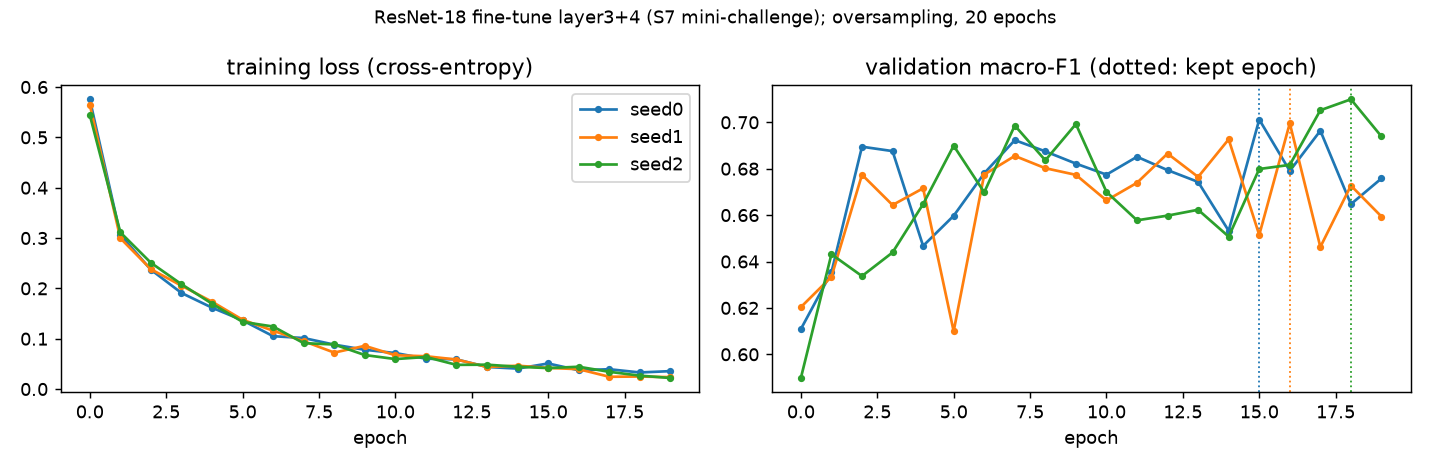 ResNet-18 fine-tune layer3+4 (S7 mini-challenge); oversampling, 20 epochs
training loss (cross-entropy)
0.6
0.5
0.4
0.3
0.2
0.1
0.0
seed0
seed1
seed2
0.0 2.5 5.0 7.5 10.0 12.5 15.0 17.5
epoch
validation macro-F1 (dotted: kept epoch)
0.70
0.68
0.66
0.64
0.62
0.60
0.0 2.5 5.0 7.5 10.0 12.5 15.0 17.5
epoch